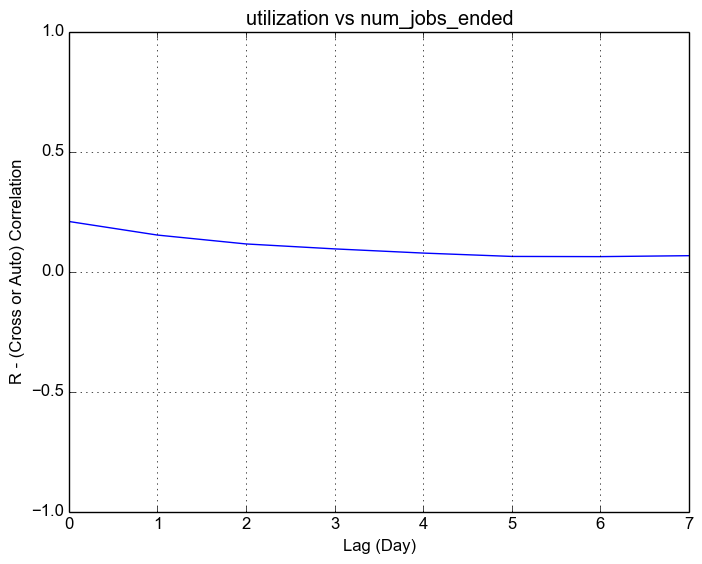 utilization vs num_jobs_ended
R - (Cross or Auto) Correlation
1.0
0.5
0.0
−0.5
−1.0
0 1 2 3 4 5 6 7
Lag (Day)